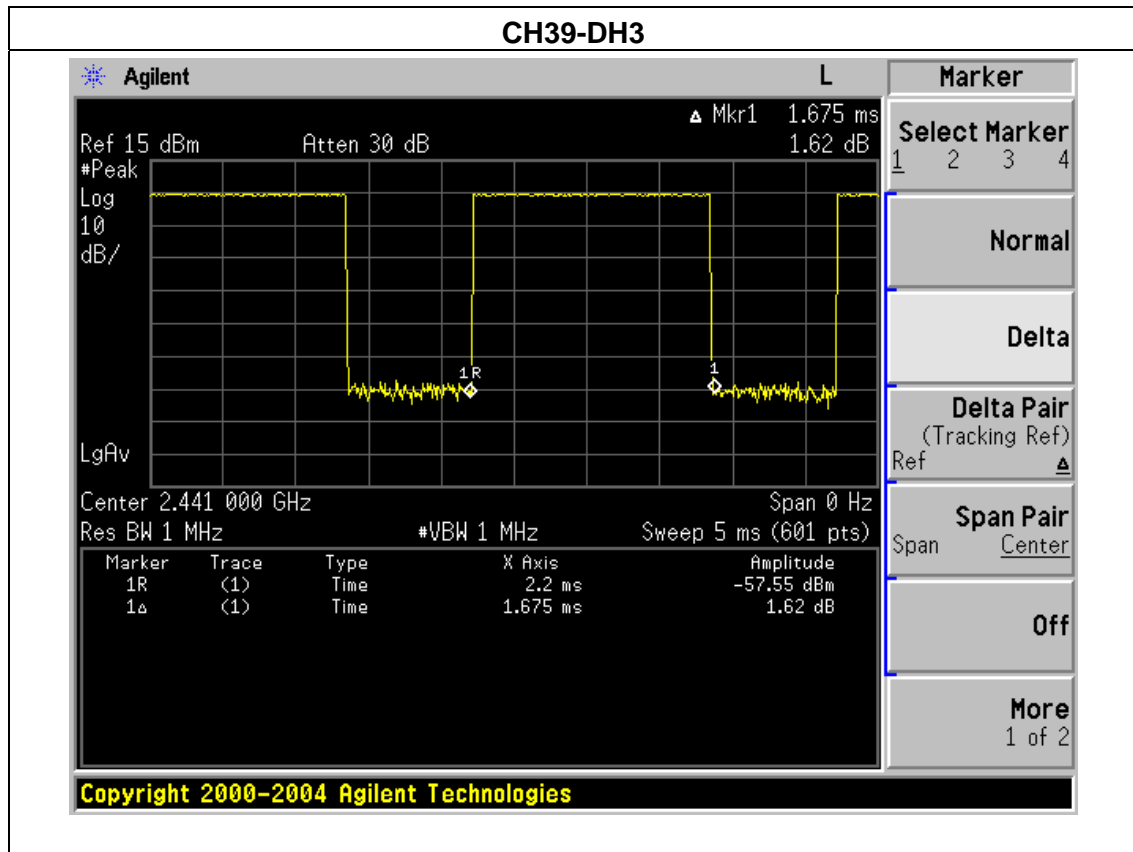 CH39-DH3
Agilent L
Marker
Δ Mkr1 1.675 ms
Ref 15 dBm Atten 30 dB 1.62 dB
#Peak
Log
10
dB/
1R
1
LgAv
Center 2.441 000 GHz Span 0 Hz
Res BW 1 MHz #VBW 1 MHz Sweep 5 ms (601 pts)
Marker Trace Type X Axis Amplitude
1R (1) Time 2.2 ms -57.55 dBm
1Δ (1) Time 1.675 ms 1.62 dB
Select Marker
1 2 3 4
Normal
Delta
Delta Pair
(Tracking Ref)
Ref Δ
Span Pair
Span Center
Off
More
1 of 2
Copyright 2000-2004 Agilent Technologies